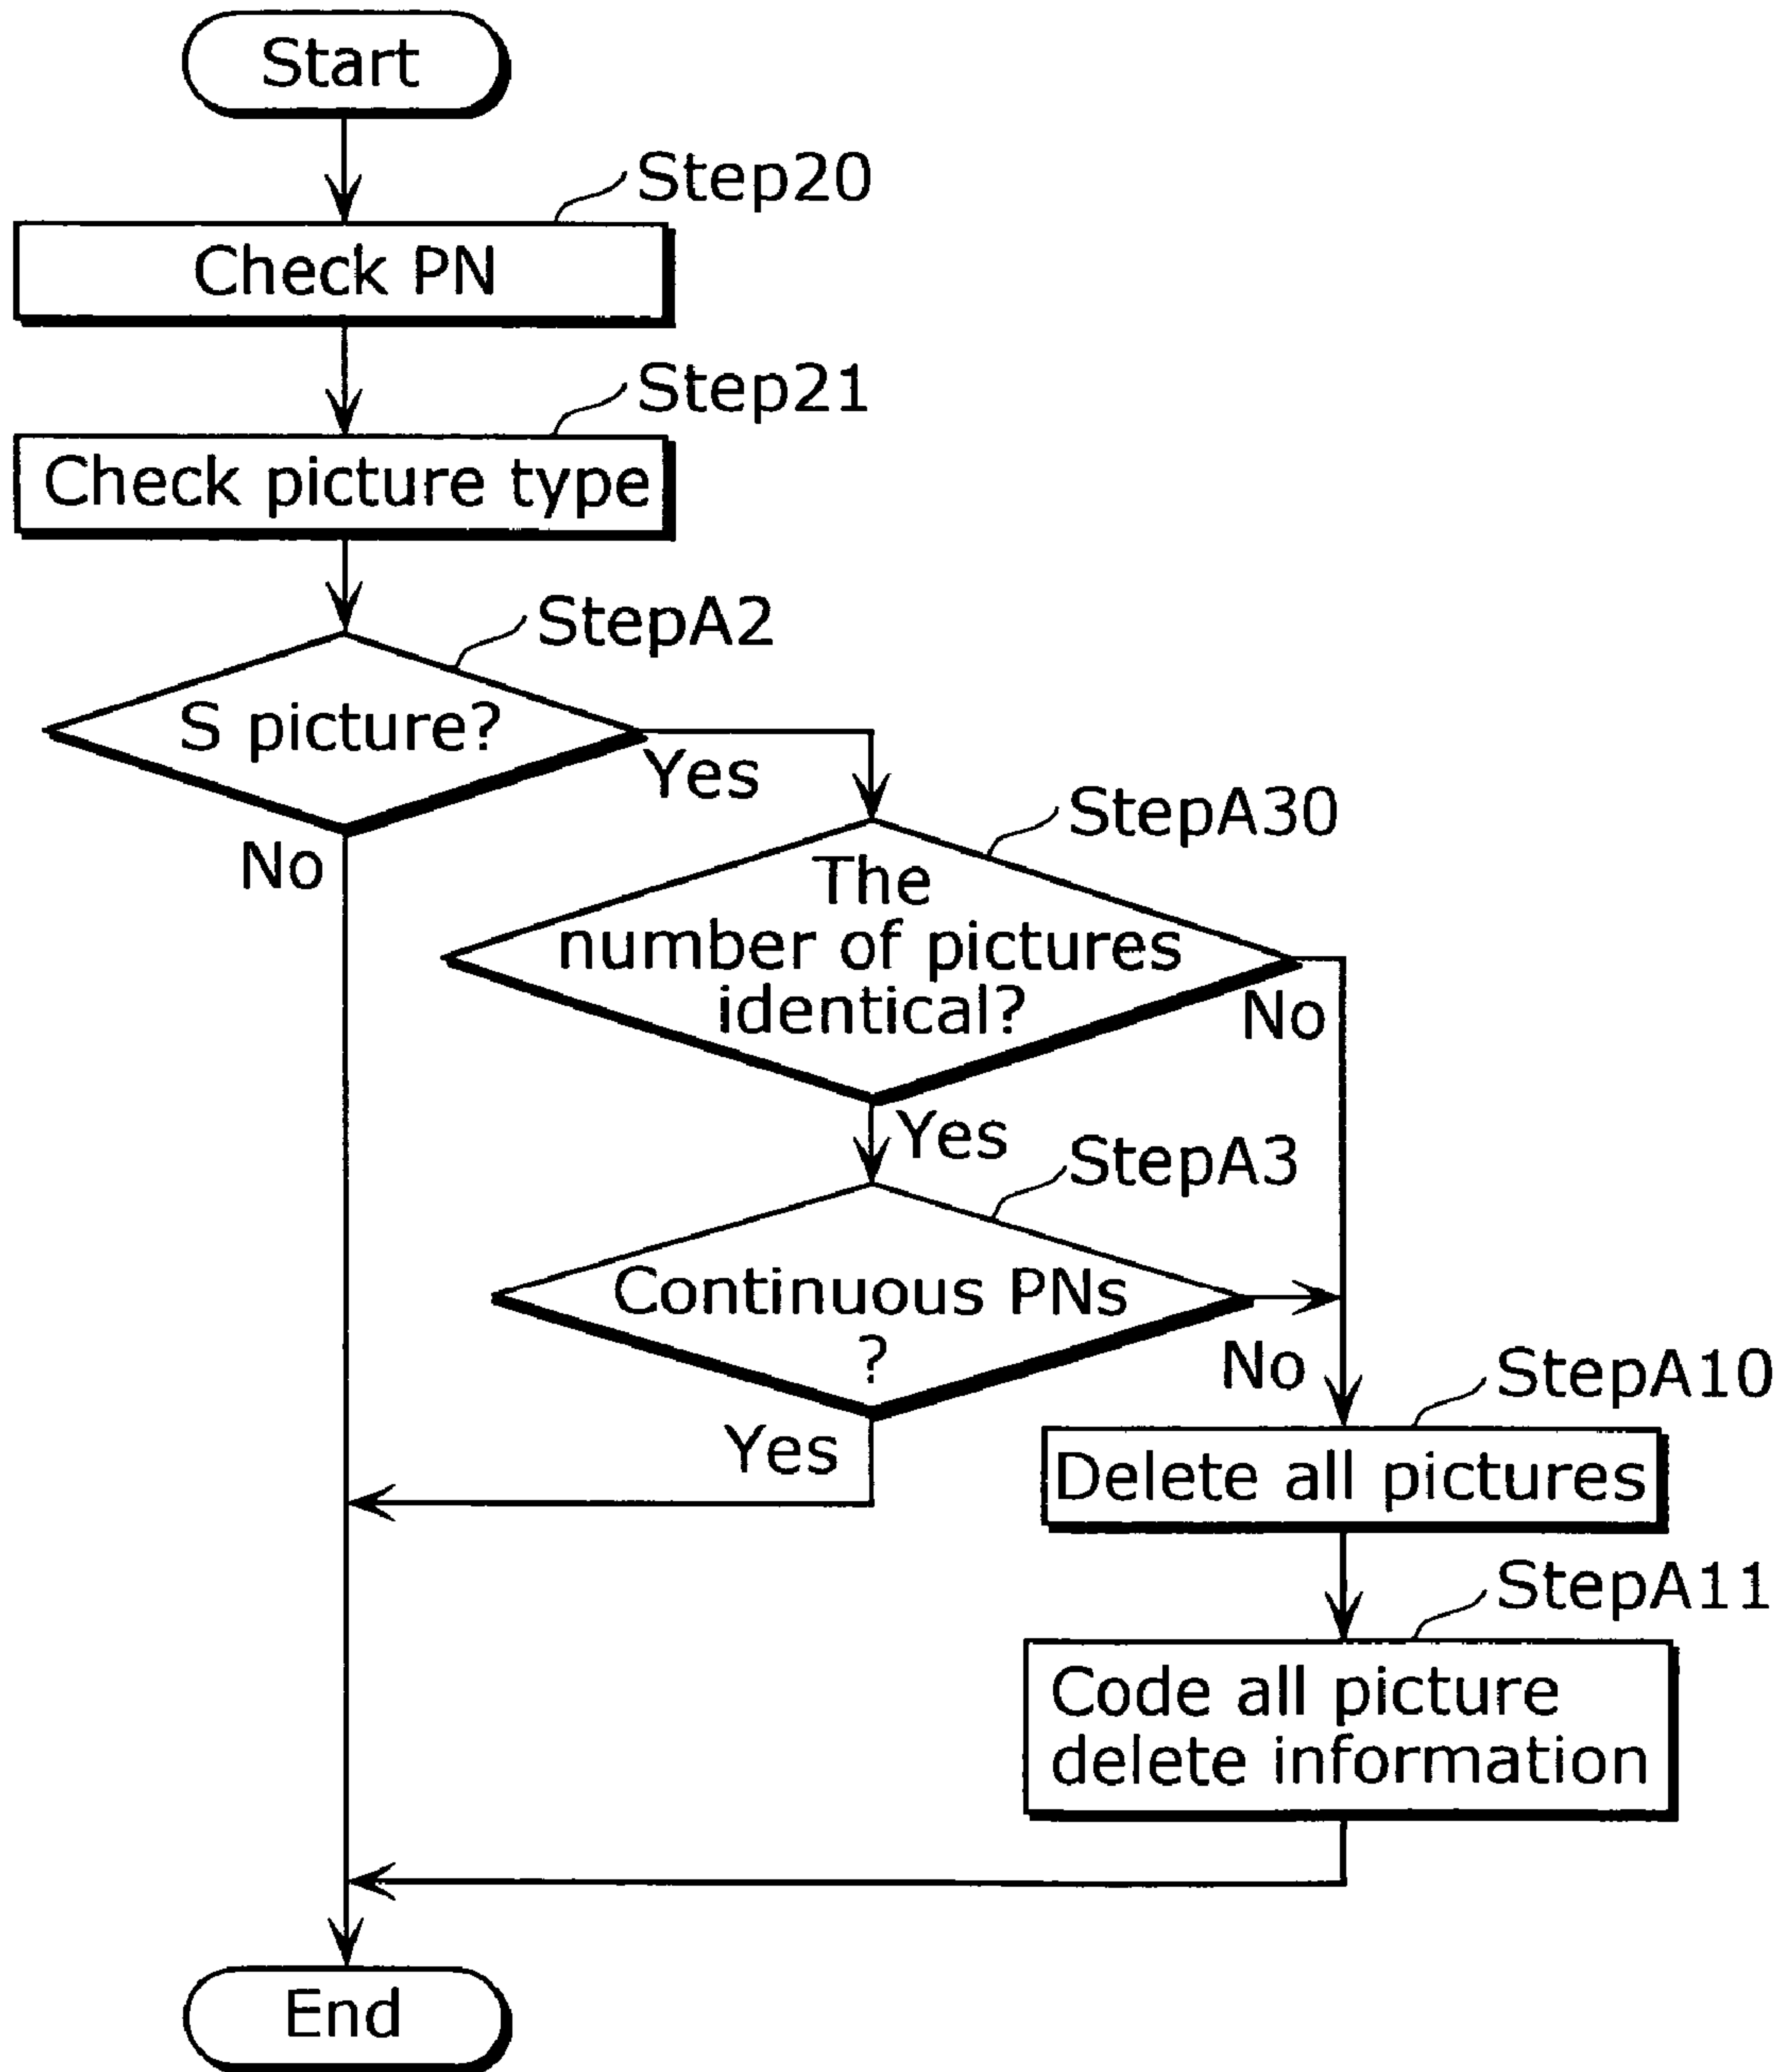 Start
Step20
Check PN
Step21
Check picture type
StepA2
S picture?
Yes
No
StepA30
The
number of pictures
identical?
No
Yes
StepA3
Continuous PNs
?
No
Yes
StepA10
Delete all pictures
StepA11
Code all picture
delete information
End